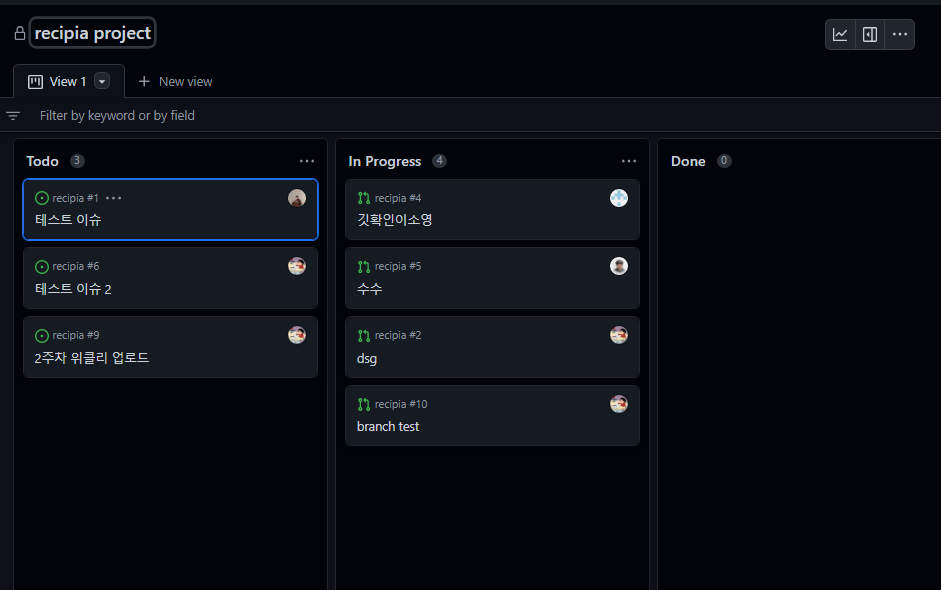 recipia project
View 1
New view
Filter by keyword or by field
Todo 3
recipia #1
테스트 이슈
recipia #6
테스트 이슈 2
recipia #9
2주차 위클리 업로드
In Progress 4
recipia #4
깃확인이소영
recipia #5
수수
recipia #2
dsg
recipia #10
branch test
Done 0